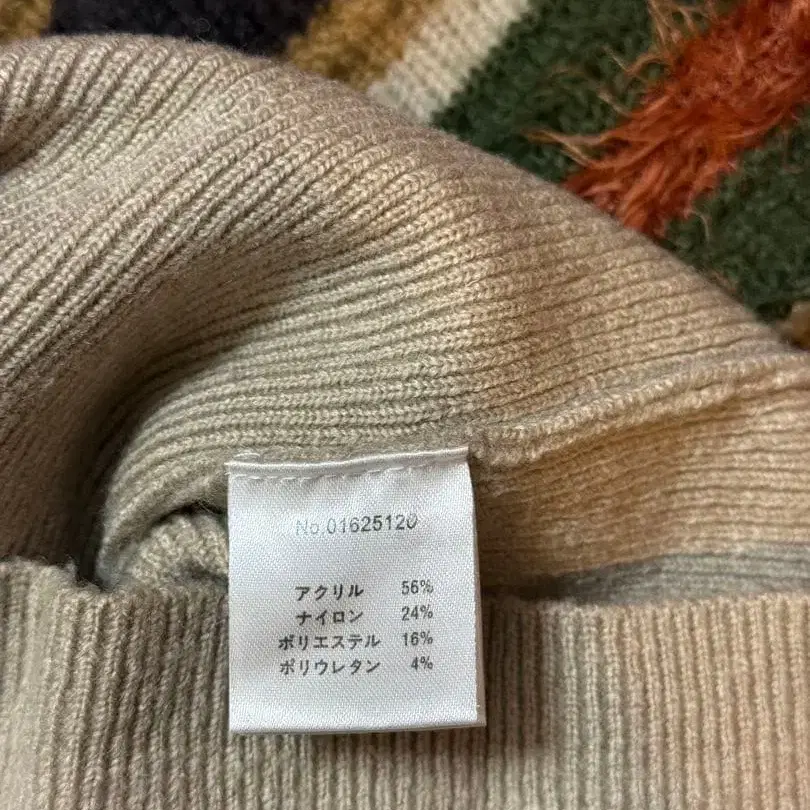 No.01625120
アクリル 56%
ナイロン 24%
ポリエステル 16%
ポリウレタン 4%